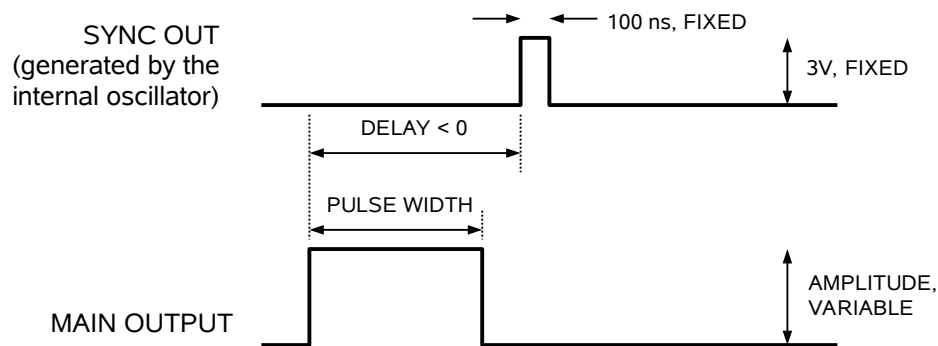 SYNC OUT
(generated by the
internal oscillator)
100 ns, FIXED
3V, FIXED
DELAY < 0
PULSE WIDTH
MAIN OUTPUT
AMPLITUDE,
VARIABLE